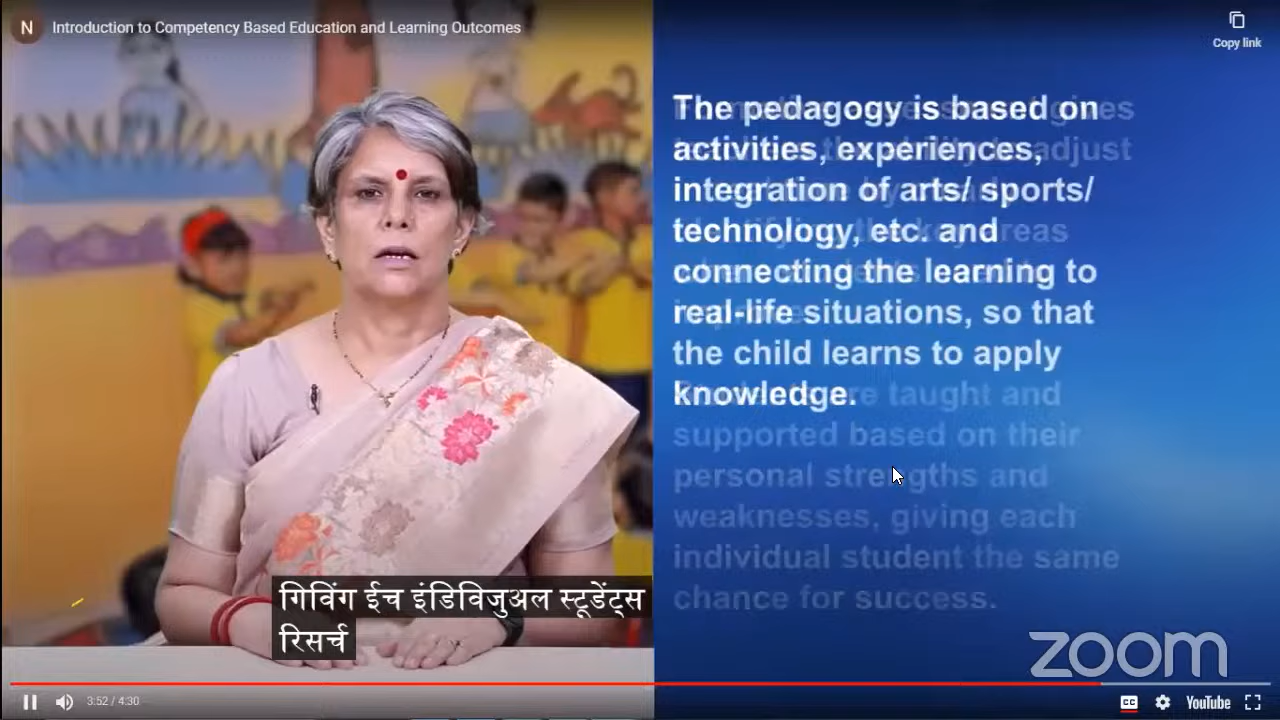 N
Introduction to Competency Based Education and Learning Outcomes
Copy link
The pedagogy is based on
activities, experiences,
integration of arts/ sports/
technology, etc. and
connecting the learning to
real-life situations, so that
the child learns to apply
knowledge.
taught and
supported based on their
personal strengths and
weaknesses, giving each
individual student the same
chance for success.
गिविंग ईच इंडिविजुअल स्टूडेंट्स
रिसर्च
zoom
3:52 / 4:30
CC
YouTube